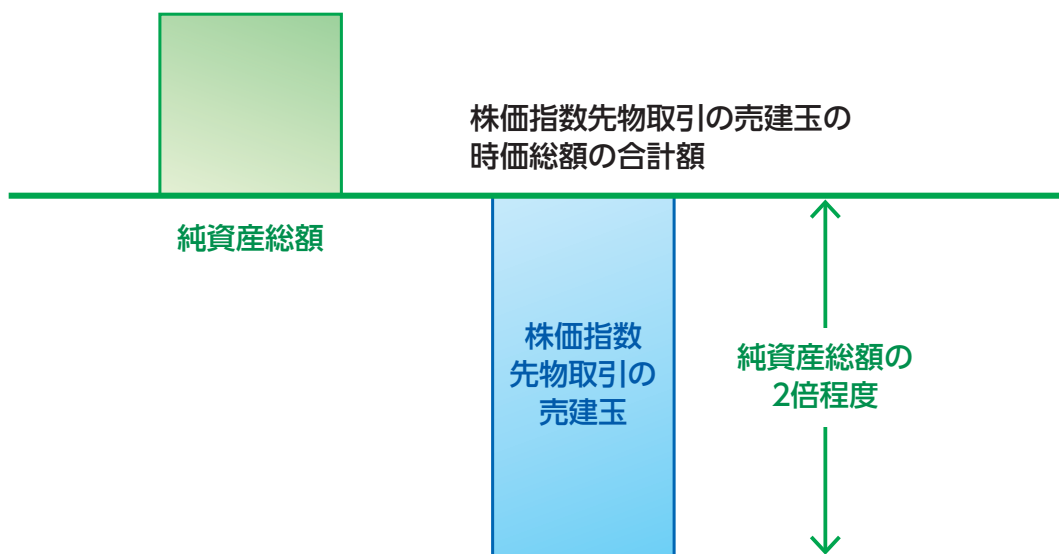 株価指数先物取引の売建玉の
時価総額の合計額
純資産総額
株価指数
先物取引の
売建玉
純資産総額の
2倍程度